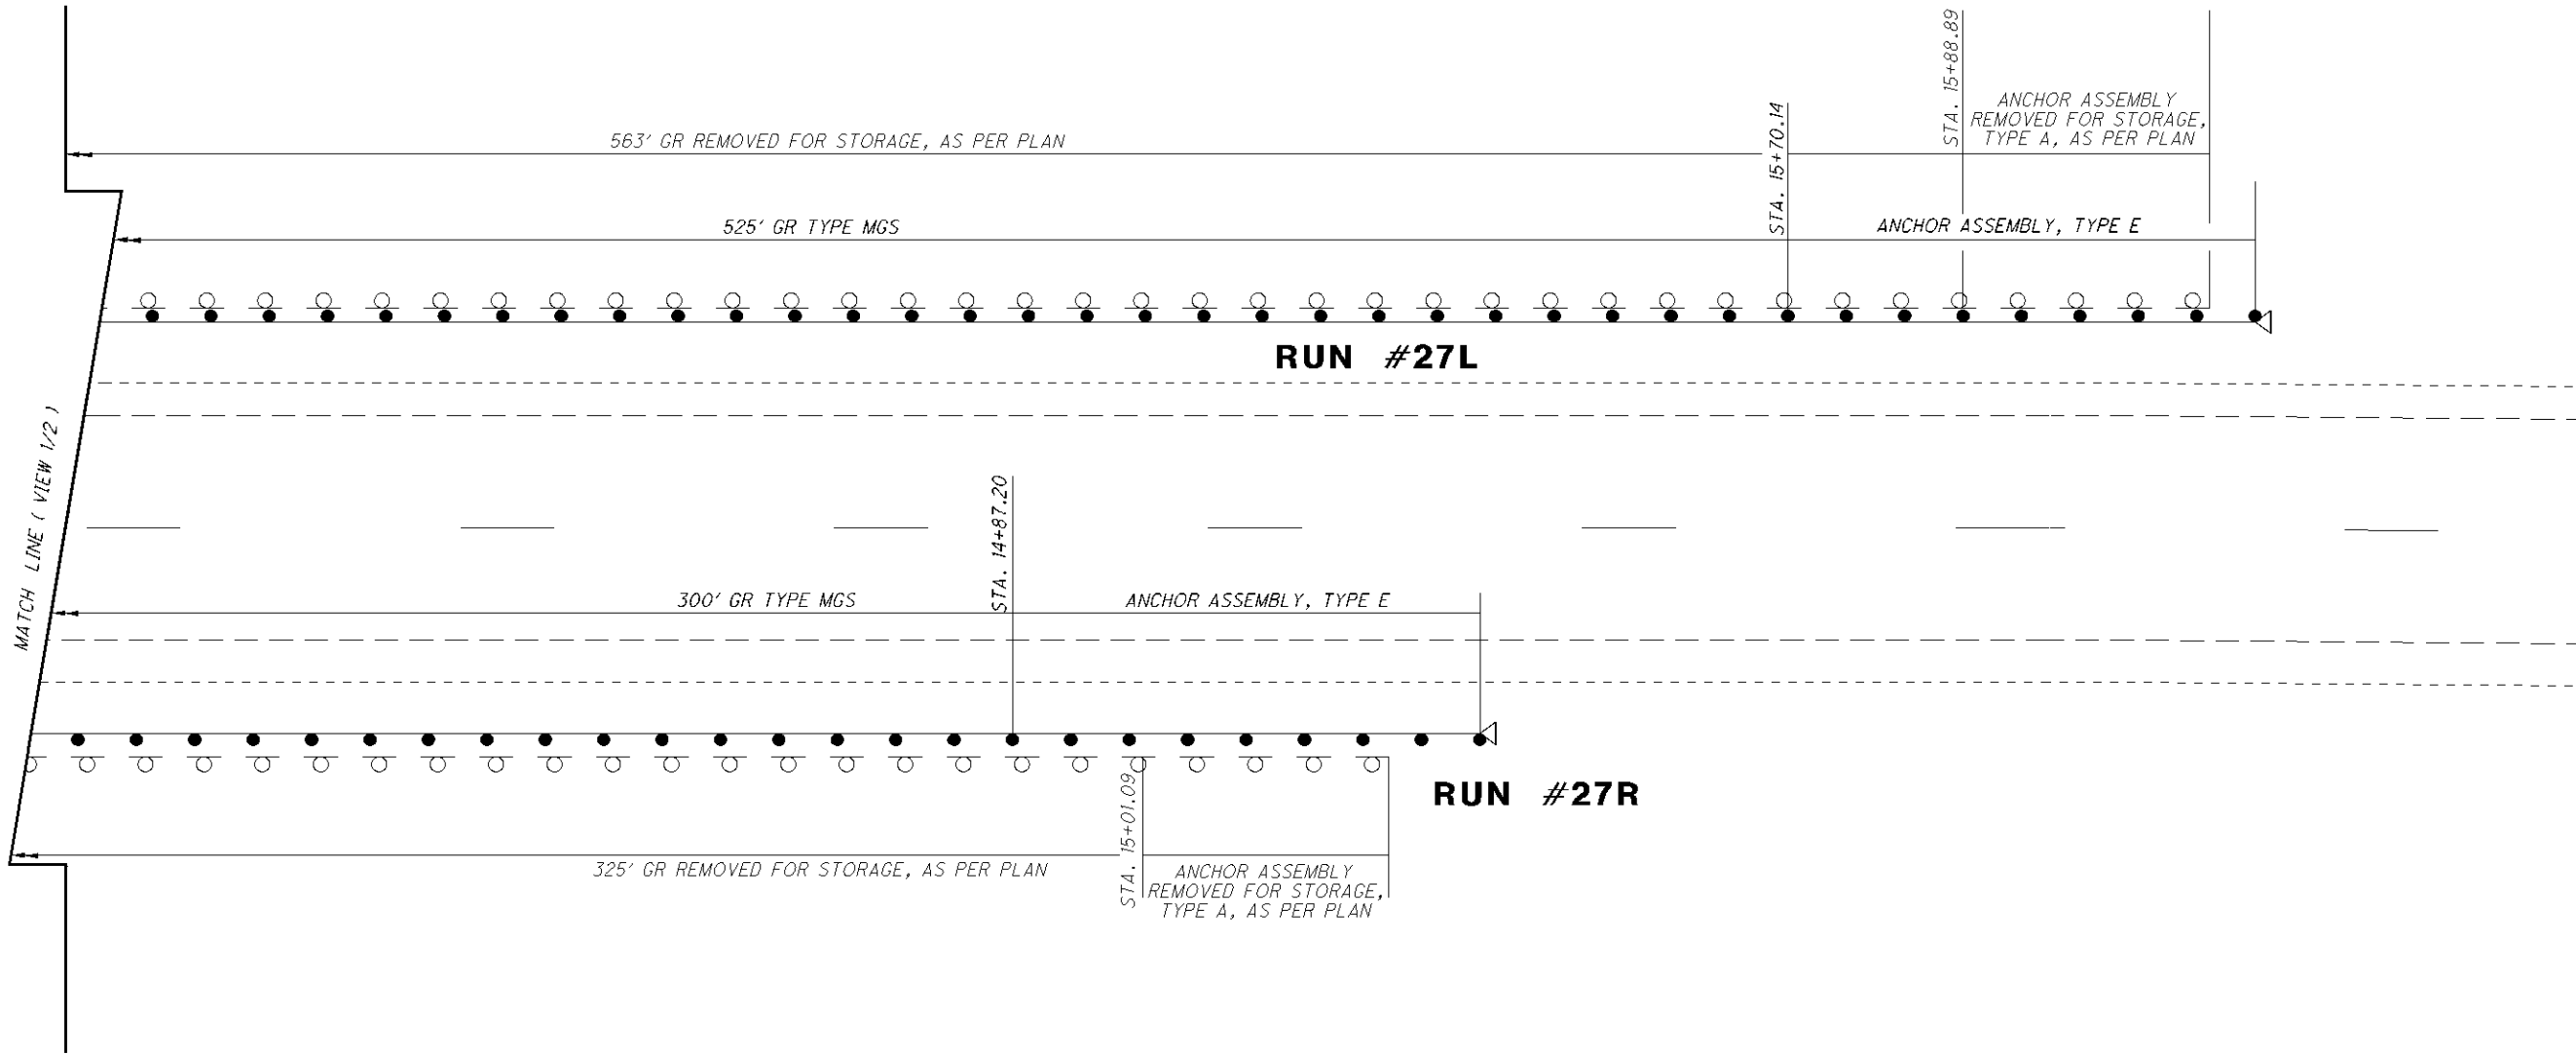 STA. 15+88.89
ANCHOR ASSEMBLY
REMOVED FOR STORAGE,
TYPE A, AS PER PLAN
STA. 15+70.14
563' GR REMOVED FOR STORAGE, AS PER PLAN
525' GR TYPE MGS
ANCHOR ASSEMBLY, TYPE E
RUN #27L
MATCH LINE ( VIEW 1/2 )
STA. 14+87.20
300' GR TYPE MGS
ANCHOR ASSEMBLY, TYPE E
RUN #27R
STA. 15+01.09
325' GR REMOVED FOR STORAGE, AS PER PLAN
ANCHOR ASSEMBLY
REMOVED FOR STORAGE,
TYPE A, AS PER PLAN